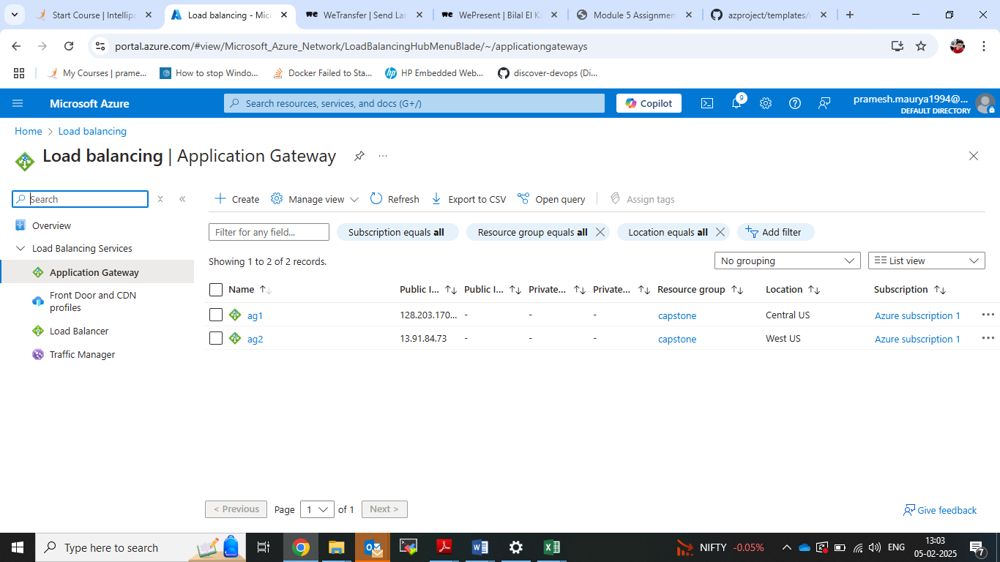 Start Course | Intellipa
Load balancing - Micr
WeTransfer | Send Lar
WePresent | Bilal El Ka
Module 5 Assignmen
azproject/templates/
portal.azure.com/#view/Microsoft_Azure_Network/LoadBalancingHubMenuBlade/~/applicationgateways
My Courses | prame...
How to stop Windo...
Docker Failed to Sta...
HP Embedded Web...
discover-devops (Di...
Microsoft Azure
Search resources, services, and docs (G+/)
Copilot
9
pramesh.maurya1994@...
DEFAULT DIRECTORY
Home > Load balancing
Load balancing | Application Gateway
...
Search
Create
Manage view
Refresh
Export to CSV
Open query
Assign tags
Overview
Load Balancing Services
Application Gateway
Front Door and CDN
profiles
Load Balancer
Traffic Manager
Filter for any field...
Subscription equals all
Resource group equals all
Location equals all
Add filter
Showing 1 to 2 of 2 records.
No grouping
List view
Name Public I... Public I... Private... Private... Resource group Location Subscription
ag1 128.203.170... - - - capstone Central US Azure subscription 1
ag2 13.91.84.73 - - - capstone West US Azure subscription 1
< Previous Page 1 of 1 Next >
Give feedback
Type here to search
NIFTY -0.05%
ENG
13:03
05-02-2025
7